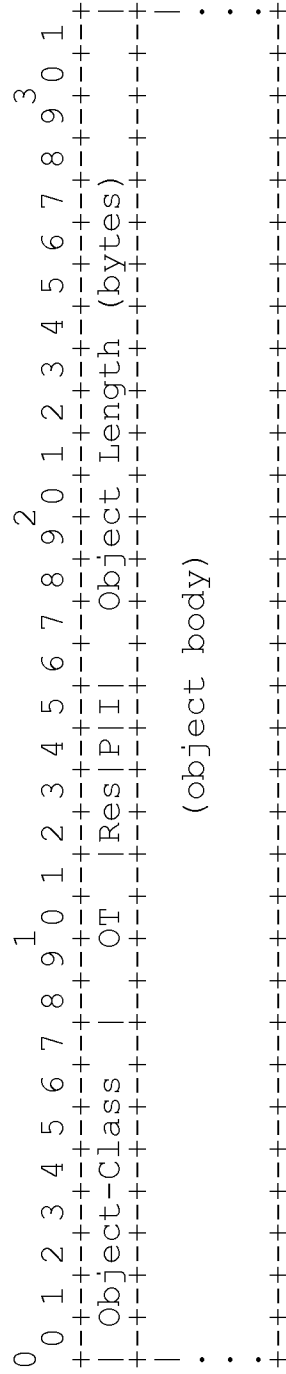 0                   1                   2                   3
 0 1 2 3 4 5 6 7 8 9 0 1 2 3 4 5 6 7 8 9 0 1 2 3 4 5 6 7 8 9 0 1
+-+-+-+-+-+-+-+-+-+-+-+-+-+-+-+-+-+-+-+-+-+-+-+-+-+-+-+-+-+-+-+-+
| Object-Class  |   OT  |Res|P|I|   Object Length (bytes)       |
+-+-+-+-+-+-+-+-+-+-+-+-+-+-+-+-+-+-+-+-+-+-+-+-+-+-+-+-+-+-+-+-+
|                                                               |
.                        (object body)                          .
.                                                               .
.                                                               .
+-+-+-+-+-+-+-+-+-+-+-+-+-+-+-+-+-+-+-+-+-+-+-+-+-+-+-+-+-+-+-+-+